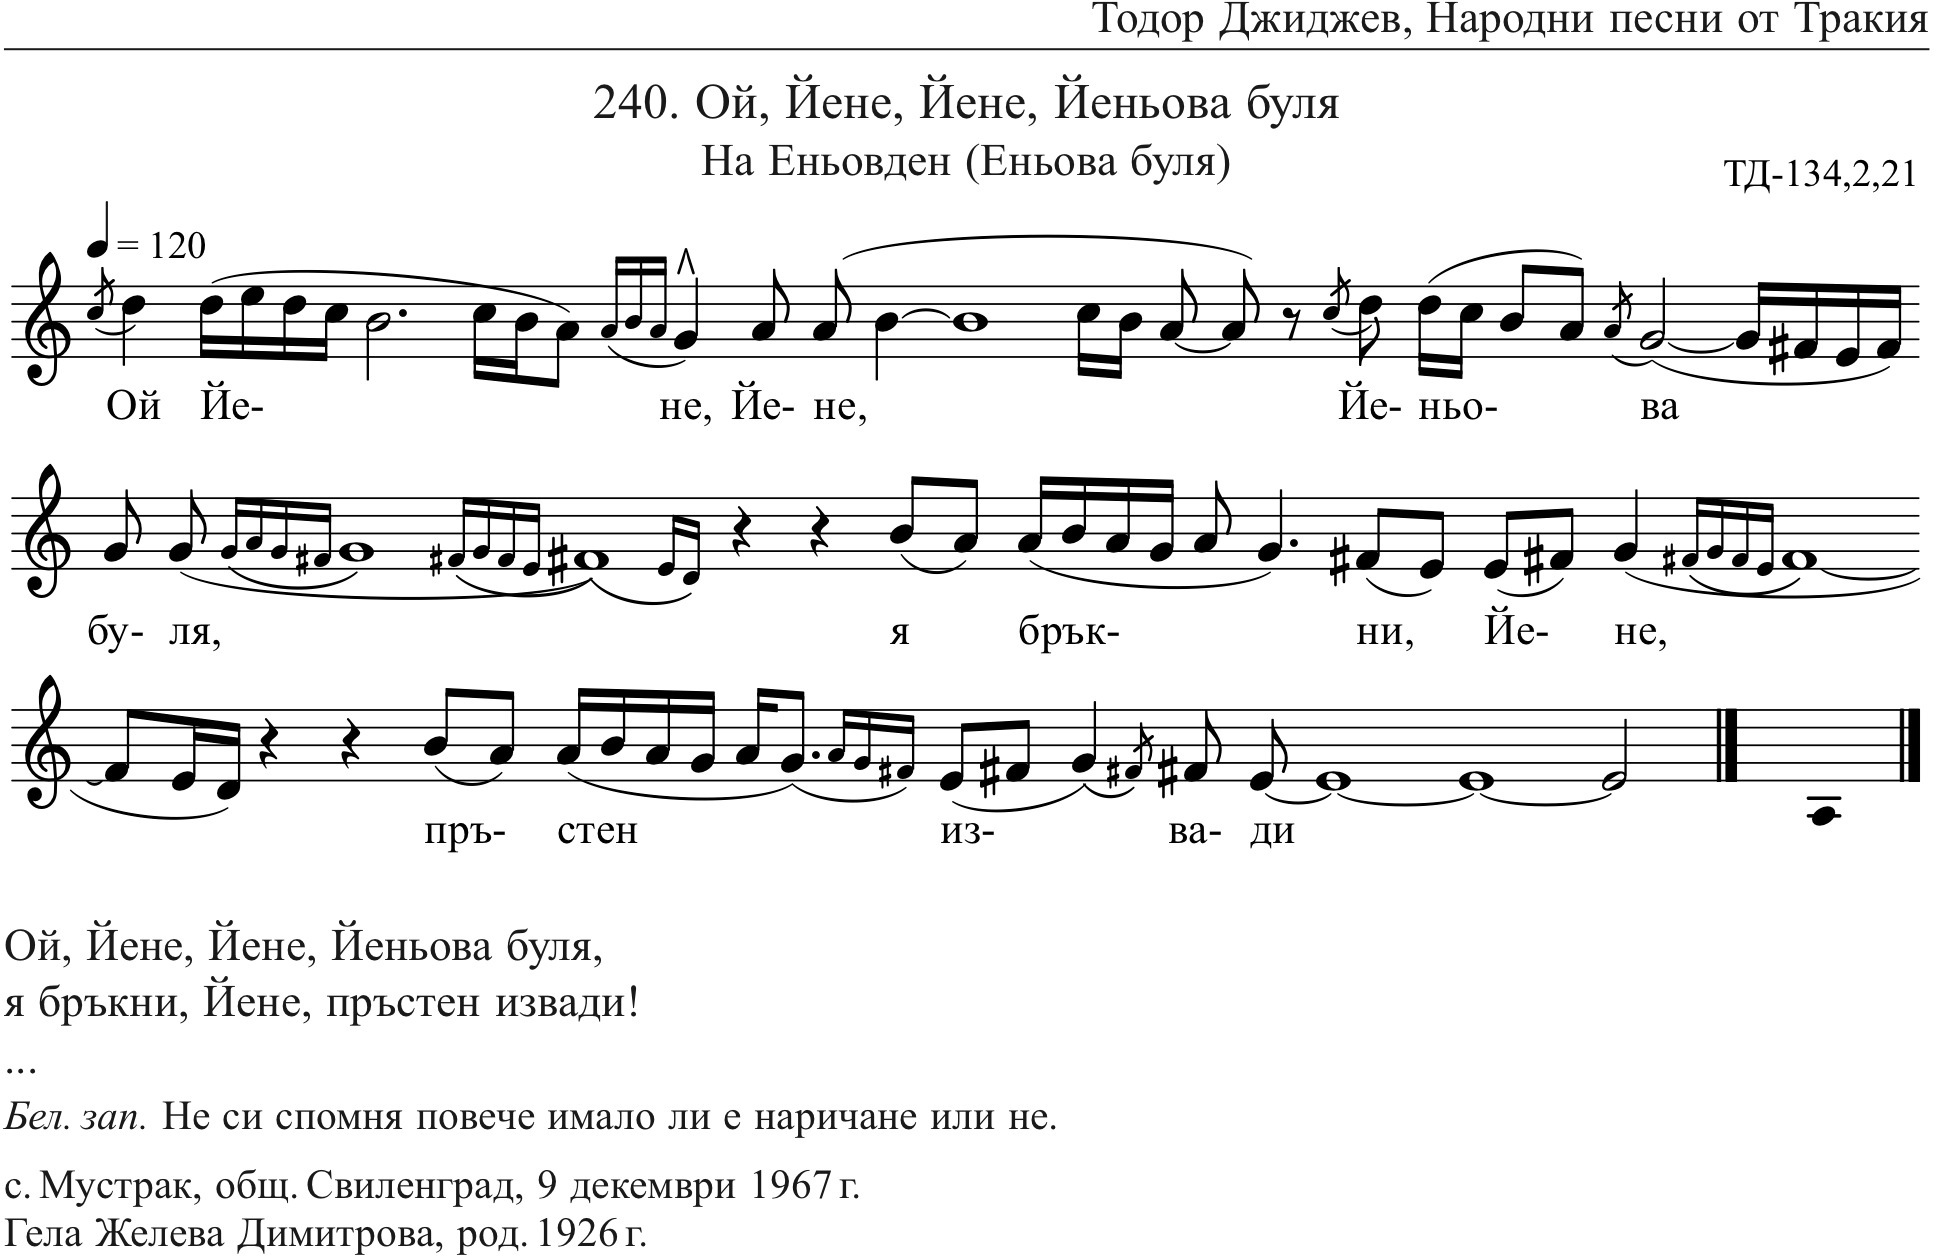 Тодор Джиджев, Народни песни от Тракия
240. Ой, Йене, Йене, Йеньова буля
На Еньовден (Еньова буля)
ТД-134,2,21
= 120
Ой Йе- не, Йе- не, Йе- ньо- ва
бу- ля, я брък- ни, Йе- не,
пръ- стен из- ва- ди
Ой, Йене, Йене, Йеньова буля,
я бръкни, Йене, пръстен извади!
...
Бел. зап. Не си спомня повече имало ли е наричане или не.
с. Мустрак, общ. Свиленград, 9 декември 1967 г.
Гела Желева Димитрова, род. 1926 г.